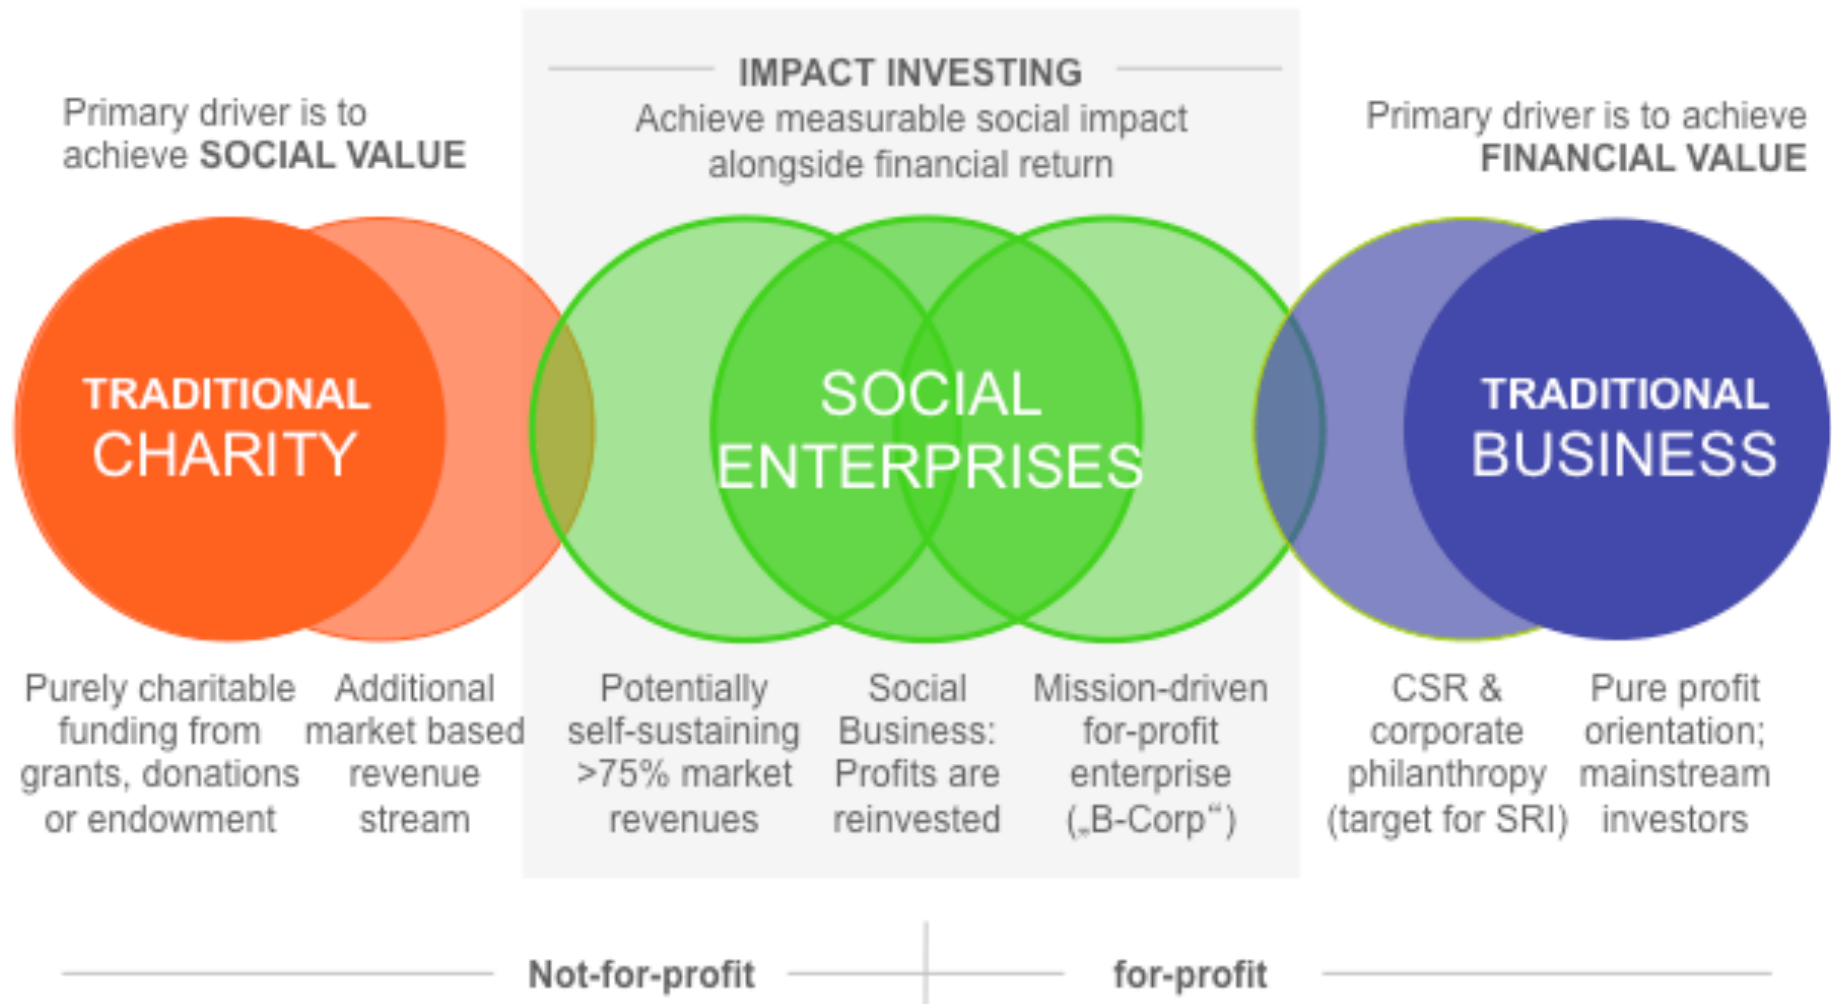 IMPACT INVESTING
Achieve measurable social impact
alongside financial return
Primary driver is to
achieve SOCIAL VALUE
Primary driver is to achieve
FINANCIAL VALUE
TRADITIONAL
CHARITY
SOCIAL
ENTERPRISES
TRADITIONAL
BUSINESS
Purely charitable
funding from
grants, donations
or endowment
Additional
market based
revenue
stream
Potentially
self-sustaining
>75% market
revenues
Social
Business:
Profits are
reinvested
Mission-driven
for-profit
enterprise
(„B-Corp“)
CSR &
corporate
philanthropy
(target for SRI)
Pure profit
orientation;
mainstream
investors
Not-for-profit
for-profit